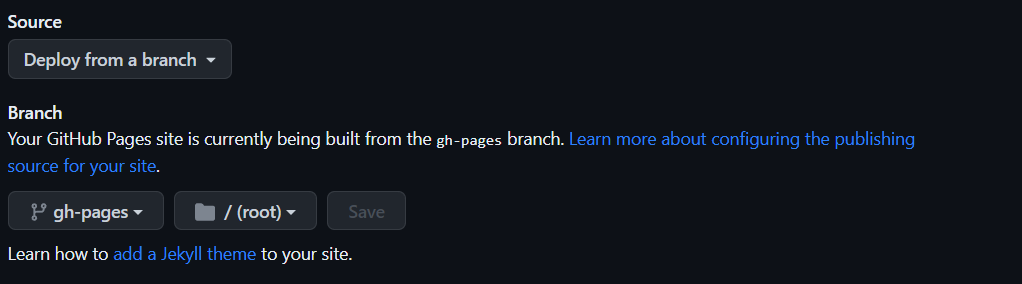 Source
Deploy from a branch
Branch
Your GitHub Pages site is currently being built from the gh-pages branch. Learn more about configuring the publishing
source for your site.
gh-pages / (root) Save
Learn how to add a Jekyll theme to your site.